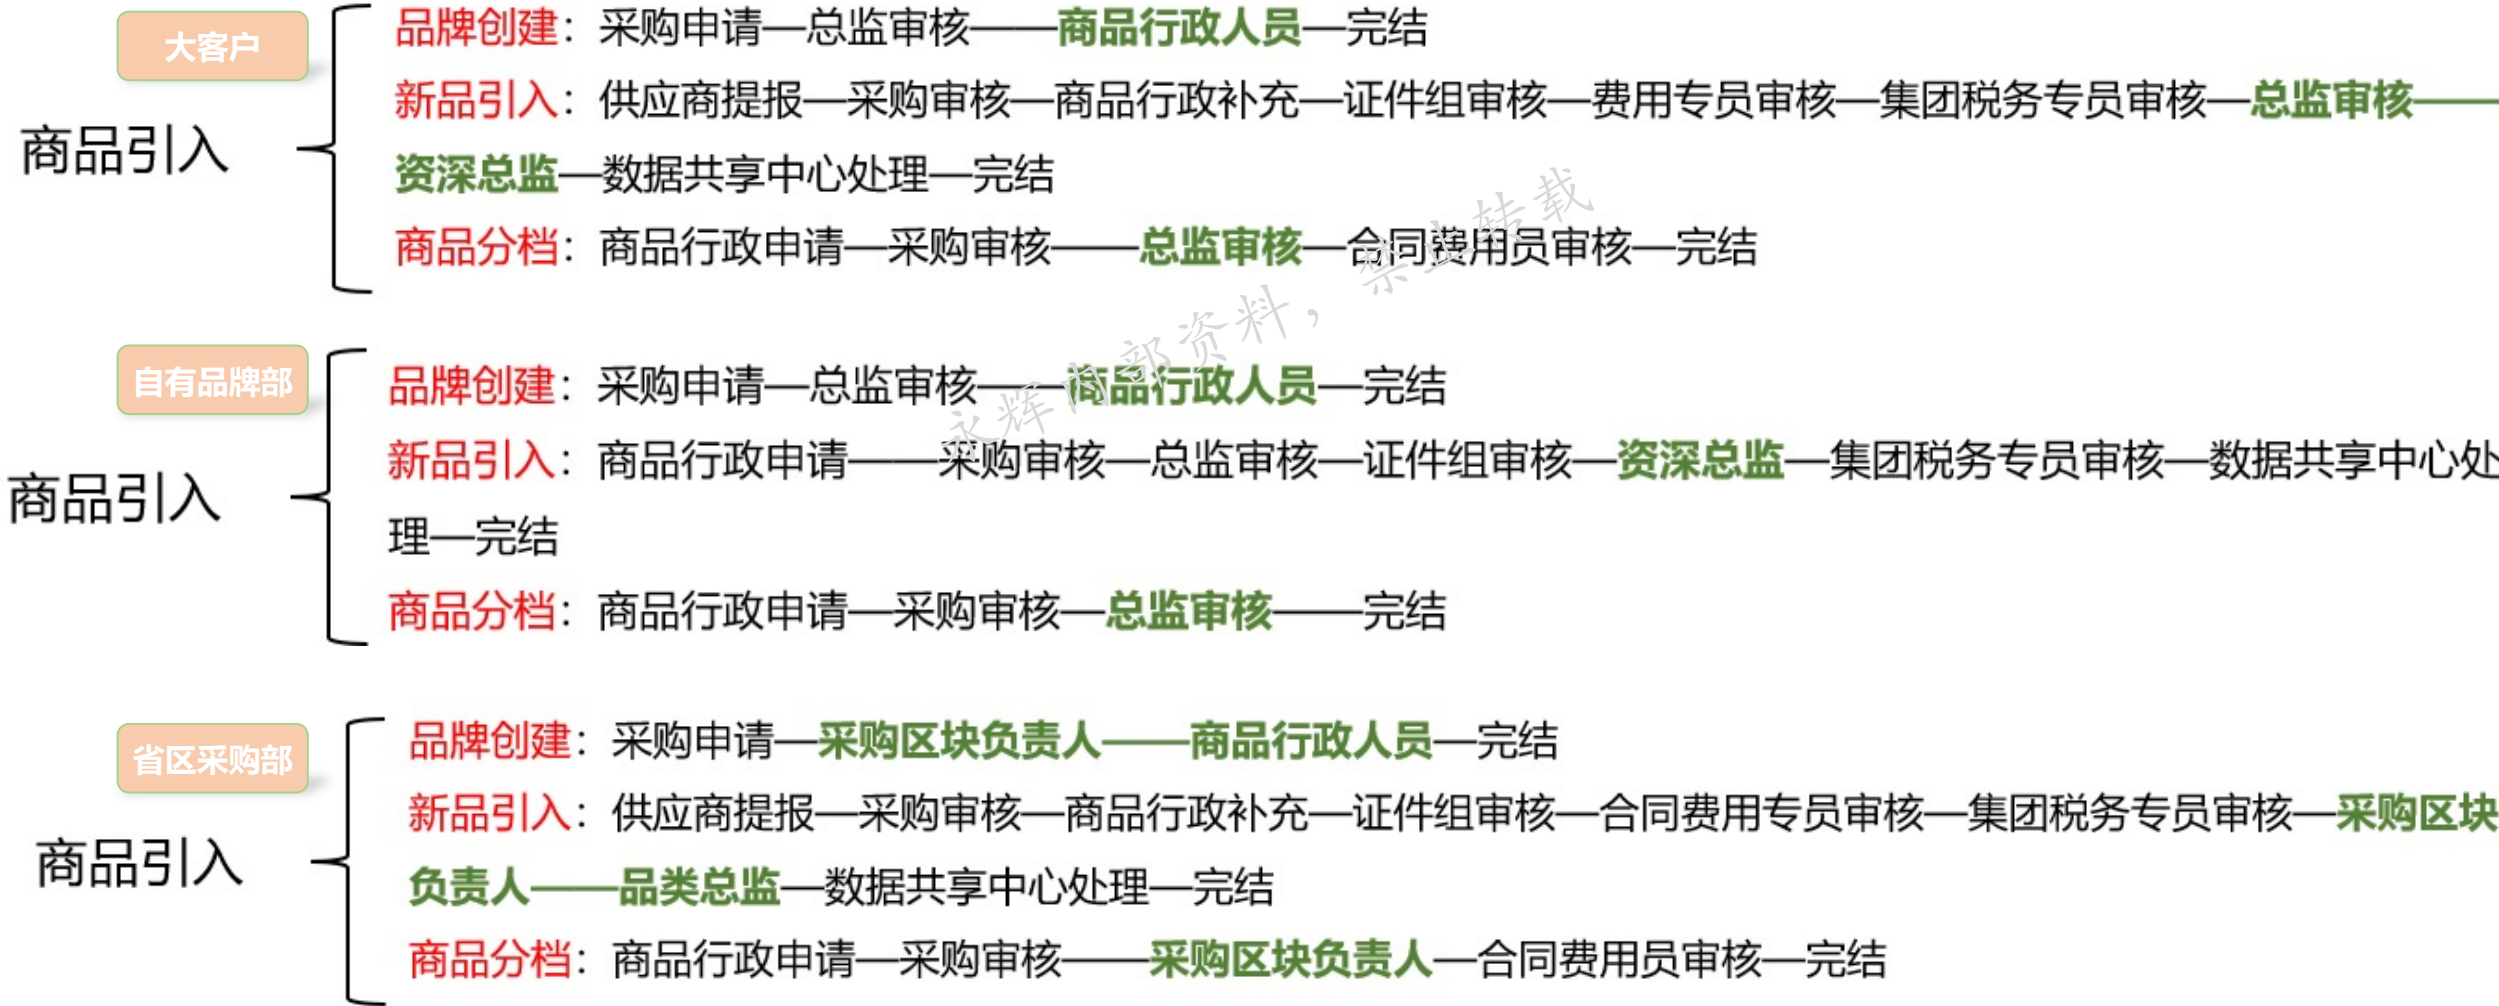 大客户
商品引入
品牌创建：采购申请—总监审核——商品行政人员—完结
新品引入：供应商提报—采购审核—商品行政补充—证件组审核—费用专员审核—集团税务专员审核—总监审核——
资深总监—数据共享中心处理—完结
商品分档：商品行政申请—采购审核——总监审核—合同费用员审核—完结
自有品牌部
商品引入
品牌创建：采购申请—总监审核——商品行政人员—完结
新品引入：商品行政申请——采购审核—总监审核—证件组审核—资深总监—集团税务专员审核—数据共享中心处
理—完结
商品分档：商品行政申请—采购审核—总监审核——完结
省区采购部
商品引入
品牌创建：采购申请—采购区块负责人——商品行政人员—完结
新品引入：供应商提报—采购审核—商品行政补充—证件组审核—合同费用专员审核—集团税务专员审核—采购区块
负责人——品类总监—数据共享中心处理—完结
商品分档：商品行政申请—采购审核——采购区块负责人—合同费用员审核—完结
永辉内部资料，禁止转载